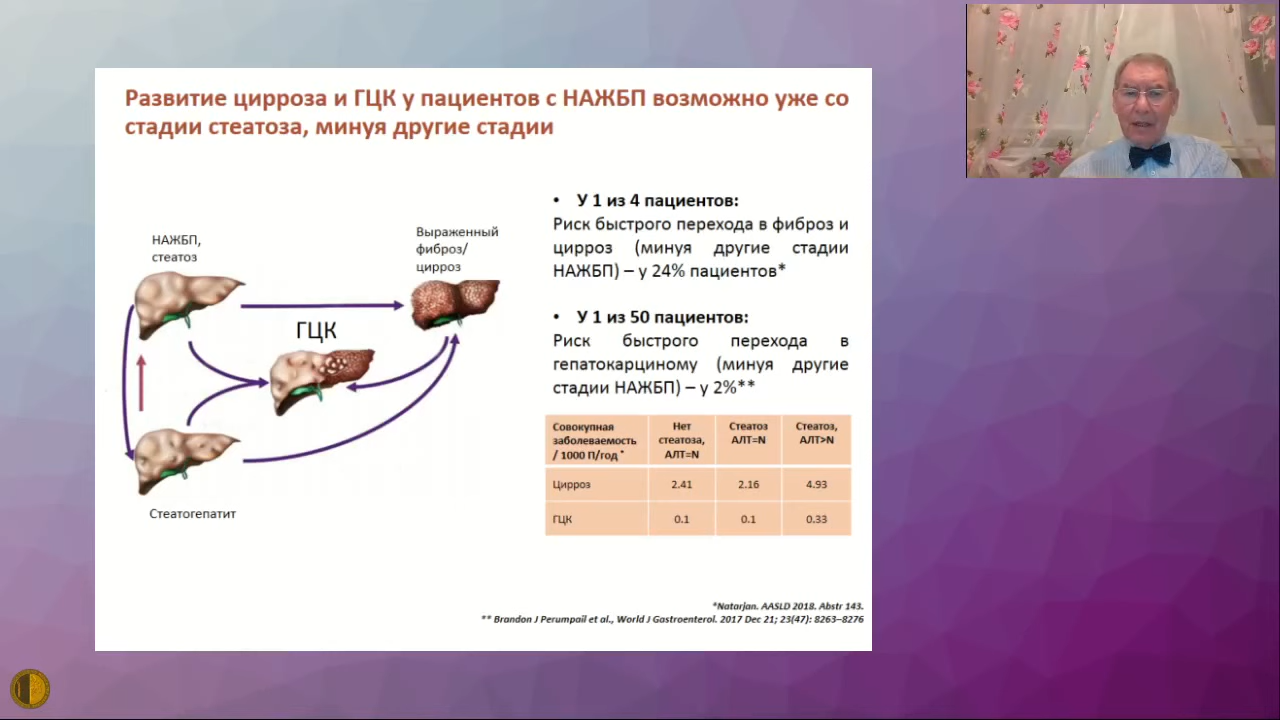 Развитие цирроза и ГЦК у пациентов с НАЖБП возможно уже со
стадии стеатоза, минуя другие стадии
НАЖБП,
стеатоз
Выраженный
фиброз/
цирроз
ГЦК
Стеатогепатит
• У 1 из 4 пациентов:
Риск быстрого перехода в фиброз и
цирроз (минуя другие стадии
НАЖБП) – у 24% пациентов*
• У 1 из 50 пациентов:
Риск быстрого перехода в
гепатокарциному (минуя другие
стадии НАЖБП) – у 2%**
Совокупная заболеваемость / 1000 П/год * Нет стеатоза, АЛТ=N Стеатоз АЛТ=N Стеатоз, АЛТ>N
Цирроз 2.41 2.16 4.93
ГЦК 0.1 0.1 0.33
*Natarjan. AASLD 2018. Abstr 143.
** Brandon J Perumpail et al., World J Gastroenterol. 2017 Dec 21; 23(47): 8263–8276